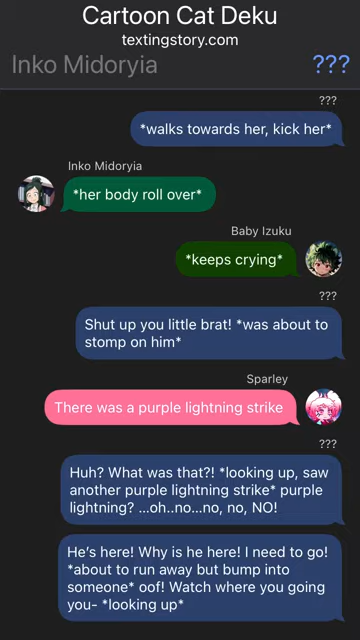 Cartoon Cat Deku
textingstory.com
Inko Midoryia
???
???
*walks towards her, kick her*
Inko Midoryia
*her body roll over*
Baby Izuku
*keeps crying*
???
Shut up you little brat! *was about to
stomp on him*
Sparley
There was a purple lightning strike
???
Huh? What was that?! *looking up, saw
another purple lightning strike* purple
lightning? ...oh..no...no, no, NO!
He's here! Why is he here! I need to go!
*about to run away but bump into
someone* oof! Watch where you going
you- *looking up*